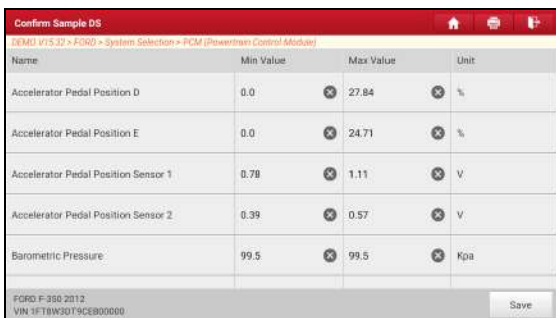 Confirm Sample DS
DEMO V15.32 > FORD > System Selection > PCM (Powertrain Control Module)
Name Min Value Max Value Unit
Accelerator Pedal Position D 0.0 27.84 %
Accelerator Pedal Position E 0.0 24.71 %
Accelerator Pedal Position Sensor 1 0.78 1.11 V
Accelerator Pedal Position Sensor 2 0.39 0.57 V
Barometric Pressure 99.5 99.5 Kpa
FORD F-350 2012
VIN 1FT8W3DT9CEB00000
Save